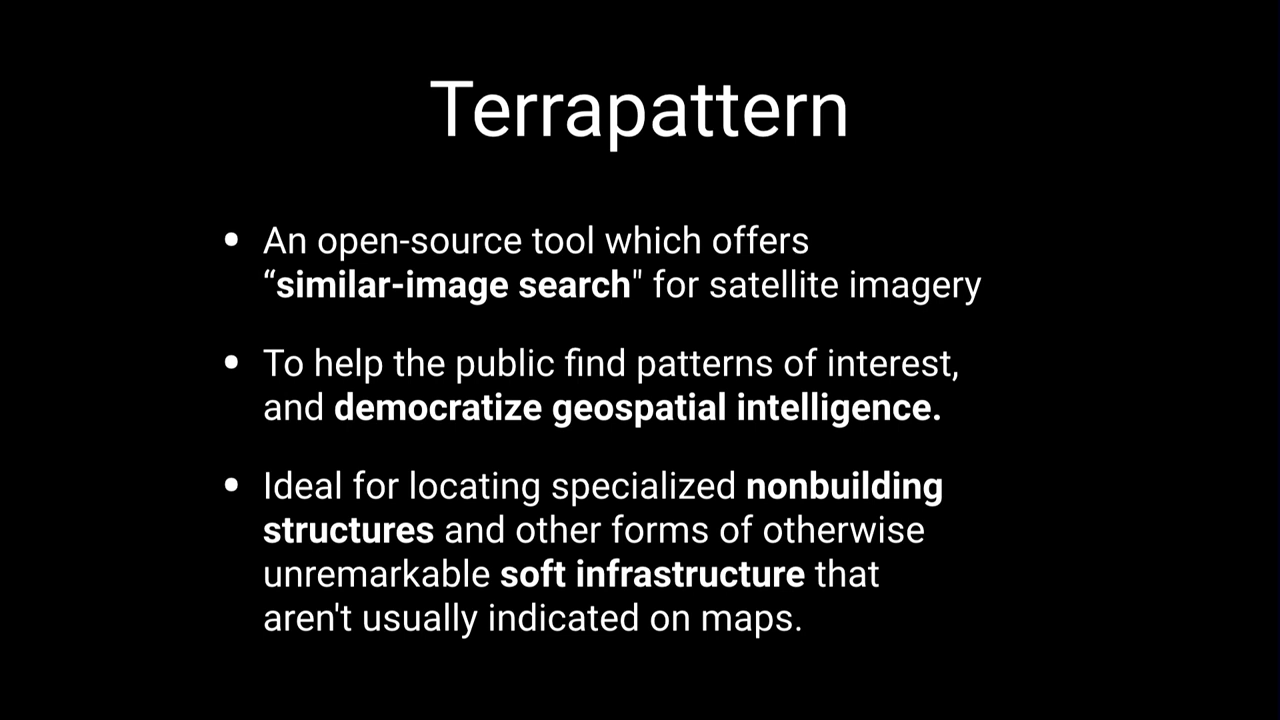 Terrapattern
• An open-source tool which offers
“similar-image search" for satellite imagery
• To help the public find patterns of interest,
and democratize geospatial intelligence.
• Ideal for locating specialized nonbuilding
structures and other forms of otherwise
unremarkable soft infrastructure that
aren't usually indicated on maps.